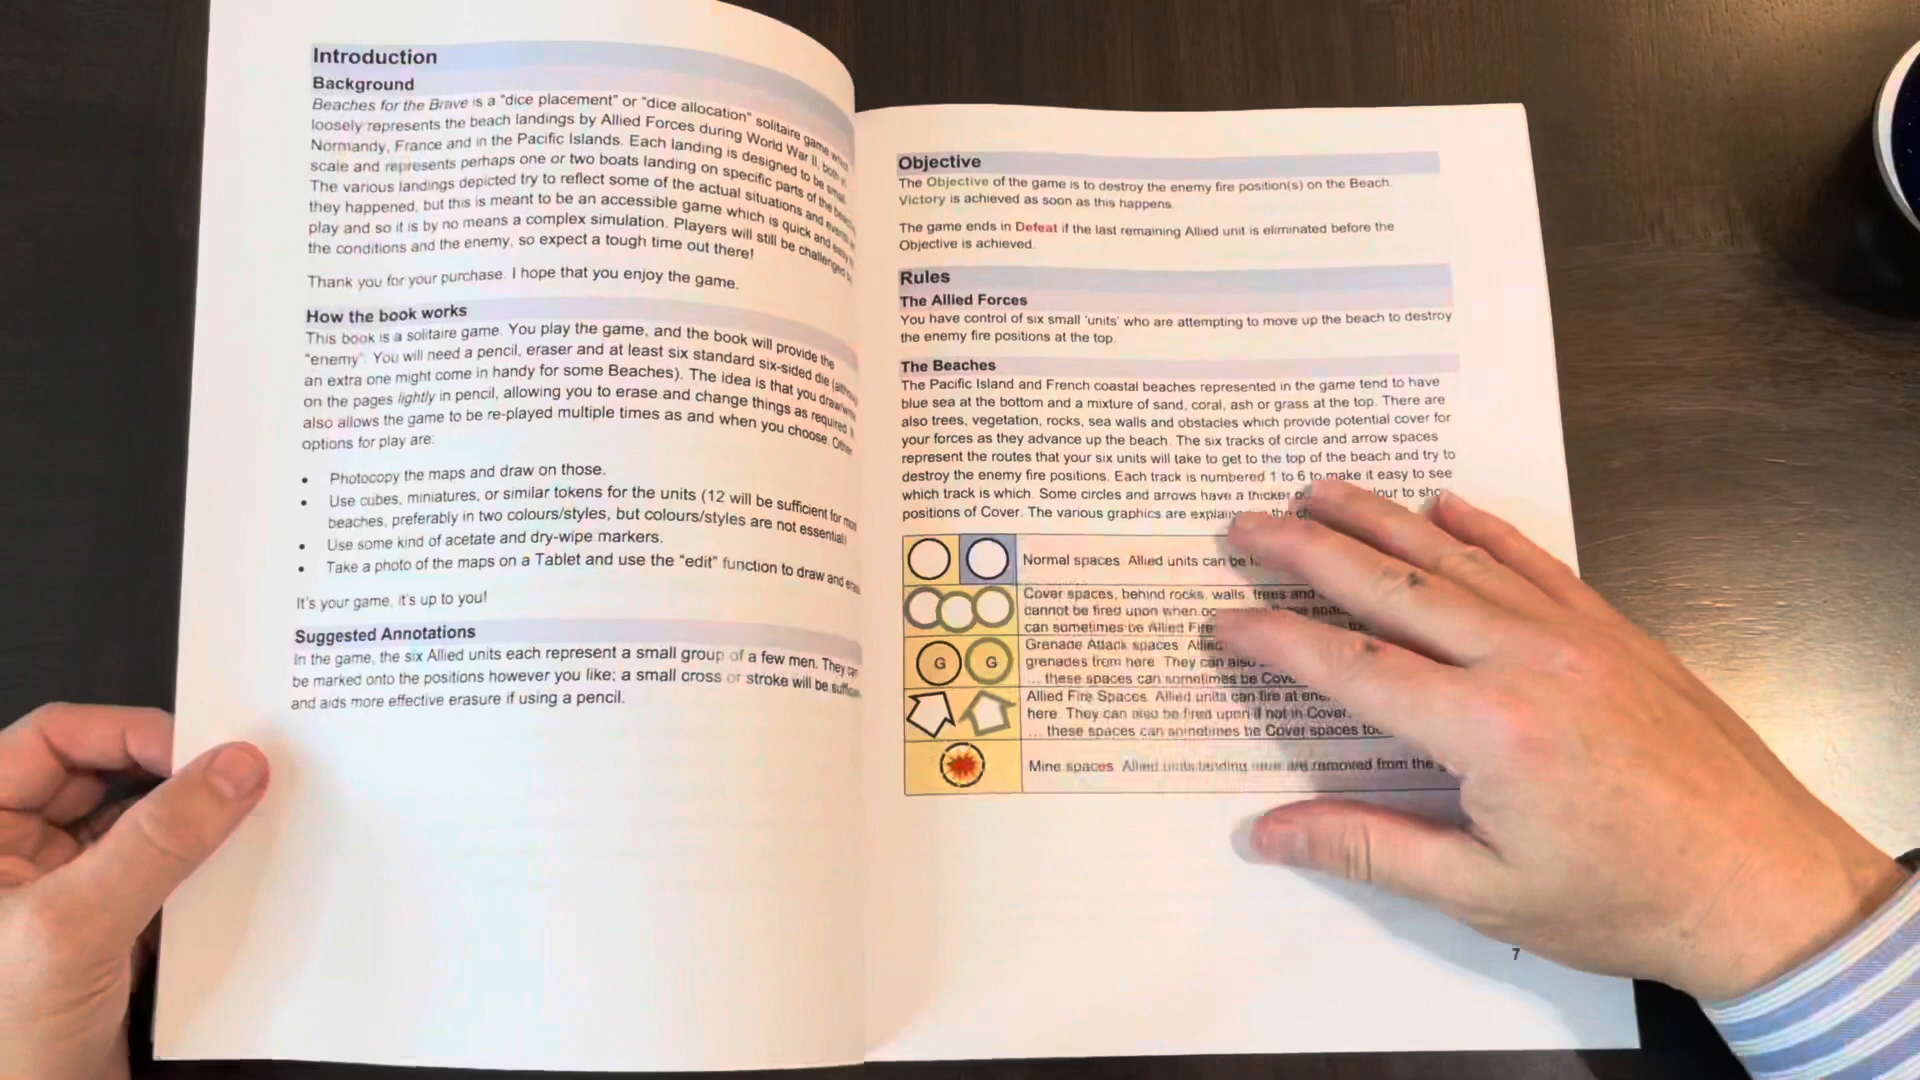 Introduction
Background
Beaches for the Brave is a "dice placement" or "dice allocation" solitaire game which
loosely represents the beach landings by Allied Forces during World War II, both in
Normandy, France and in the Pacific Islands. Each landing is designed to be small
scale and represents perhaps one or two boats landing on specific parts of the beach.
The various landings depicted try to reflect some of the actual situations and events as
they happened, but this is meant to be an accessible game which is quick and easy to
play and so it is by no means a complex simulation. Players will still be challenged by
the conditions and the enemy, so expect a tough time out there!
Thank you for your purchase. I hope that you enjoy the game.
How the book works
This book is a solitaire game. You play the game, and the book will provide the
"enemy". You will need a pencil, eraser and at least six standard six-sided die (although
an extra one might come in handy for some Beaches). The idea is that you draw/write
on the pages lightly in pencil, allowing you to erase and change things as required. It
also allows the game to be re-played multiple times as and when you choose. Other
options for play are:
• Photocopy the maps and draw on those.
• Use cubes, miniatures, or similar tokens for the units (12 will be sufficient for most
beaches, preferably in two colours/styles, but colours/styles are not essential)
• Use some kind of acetate and dry-wipe markers.
• Take a photo of the maps on a Tablet and use the "edit" function to draw and erase
It's your game, it's up to you!
Suggested Annotations
In the game, the six Allied units each represent a small group of a few men. They can
be marked onto the positions however you like; a small cross or stroke will be sufficient
and aids more effective erasure if using a pencil.
Objective
The Objective of the game is to destroy the enemy fire position(s) on the Beach.
Victory is achieved as soon as this happens.
The game ends in Defeat if the last remaining Allied unit is eliminated before the
Objective is achieved.
Rules
The Allied Forces
You have control of six small 'units' who are attempting to move up the beach to destroy
the enemy fire positions at the top.
The Beaches
The Pacific Island and French coastal beaches represented in the game tend to have
blue sea at the bottom and a mixture of sand, coral, ash or grass at the top. There are
also trees, vegetation, rocks, sea walls and obstacles which provide potential cover for
your forces as they advance up the beach. The six tracks of circle and arrow spaces
represent the routes that your six units will take to get to the top of the beach and try to
destroy the enemy fire positions. Each track is numbered 1 to 6 to make it easy to see
which track is which. Some circles and arrows have a thicker to
positions of Cover. The various graphics are the
Normal spaces. Allied units can be
Cover spaces, behind rocks, walls, trees and
cannot be fired upon when
can sometimes be Allied Fire
G G Grenade Attack spaces. Allied
grenades from here. They can also
... these spaces can sometimes be
Allied Fire Spaces. Allied units can fire at
here. They can also be fired upon if not in Cover.
... these spaces can sometimes be Cover spaces
Mine spaces. Allied units landing here are removed from the
7